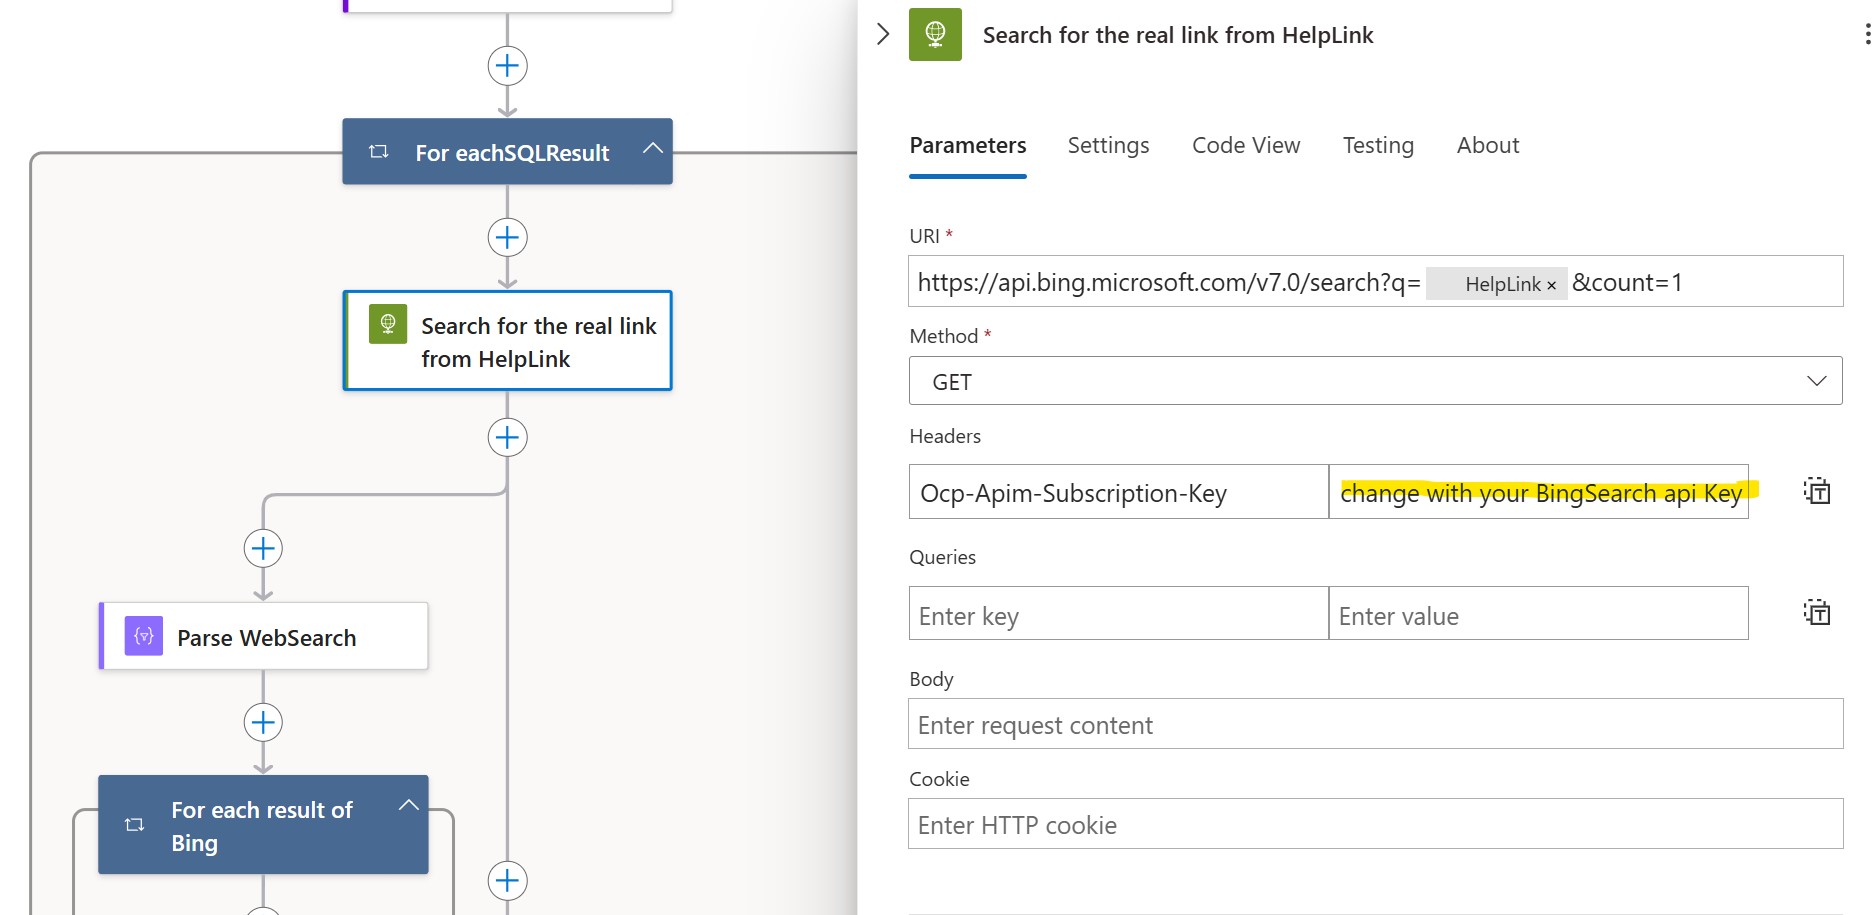 For eachSQLResult
Search for the real link
from HelpLink
Parse WebSearch
For each result of
Bing
Search for the real link from HelpLink
Parameters Settings Code View Testing About
URI *
https://api.bing.microsoft.com/v7.0/search?q= HelpLink × &count=1
Method *
GET
Headers
Ocp-Apim-Subscription-Key change with your BingSearch api Key
Queries
Enter key Enter value
Body
Enter request content
Cookie
Enter HTTP cookie